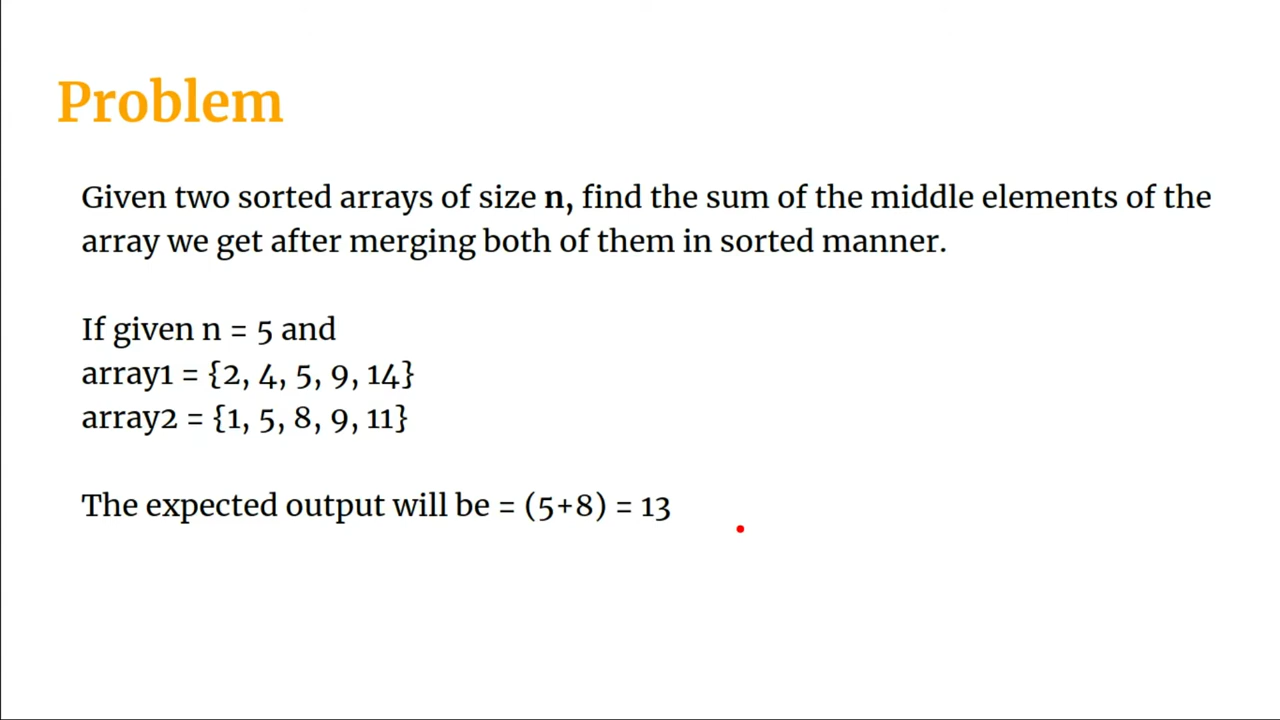 Problem
Given two sorted arrays of size n, find the sum of the middle elements of the
array we get after merging both of them in sorted manner.
If given n = 5 and
array1 = {2, 4, 5, 9, 14}
array2 = {1, 5, 8, 9, 11}
The expected output will be = (5+8) = 13